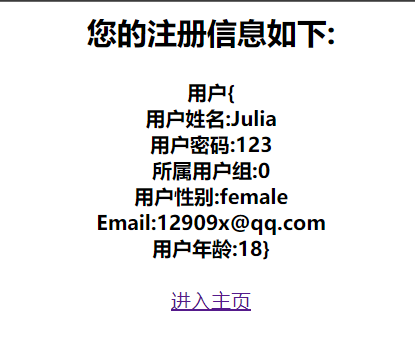 您的注册信息如下:
用户{
用户姓名:Julia
用户密码:123
所属用户组:0
用户性别:female
Email:12909x@qq.com
用户年龄:18}
进入主页